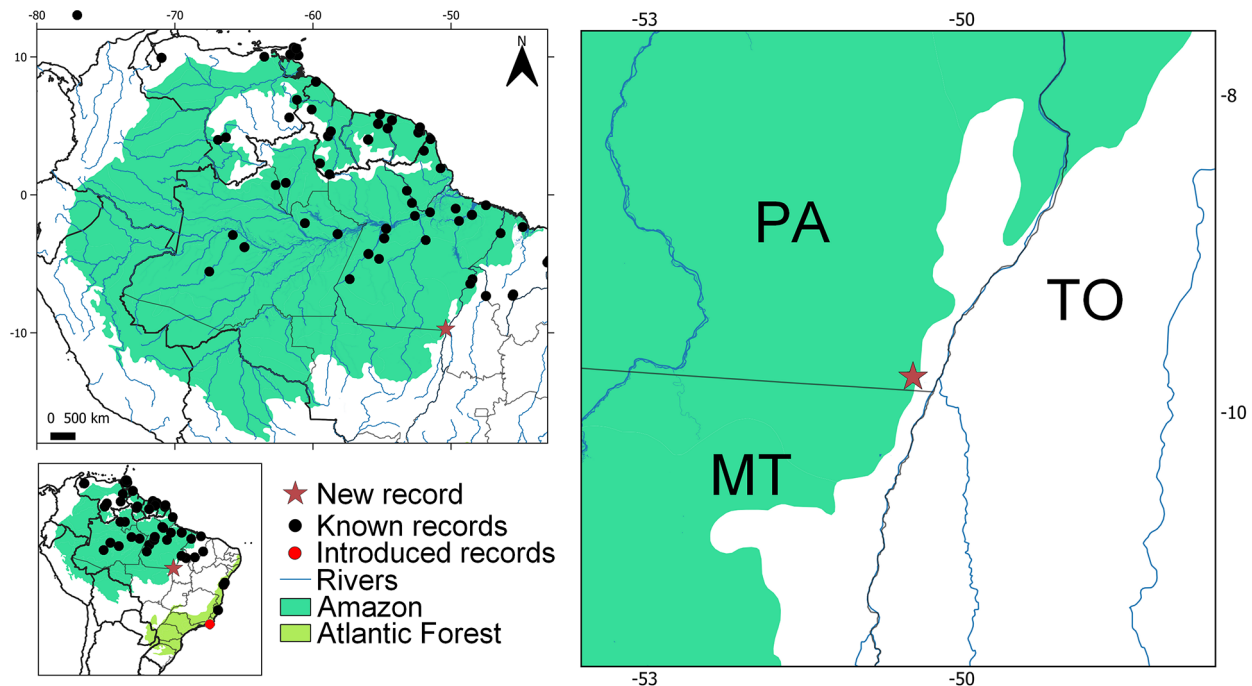 -80 -70 -60 -50
N
10
0
-10
0 500 km
New record
Known records
Introduced records
Rivers
Amazon
Atlantic Forest
-53 -50
-8
PA
TO
-10
MT
-53 -50